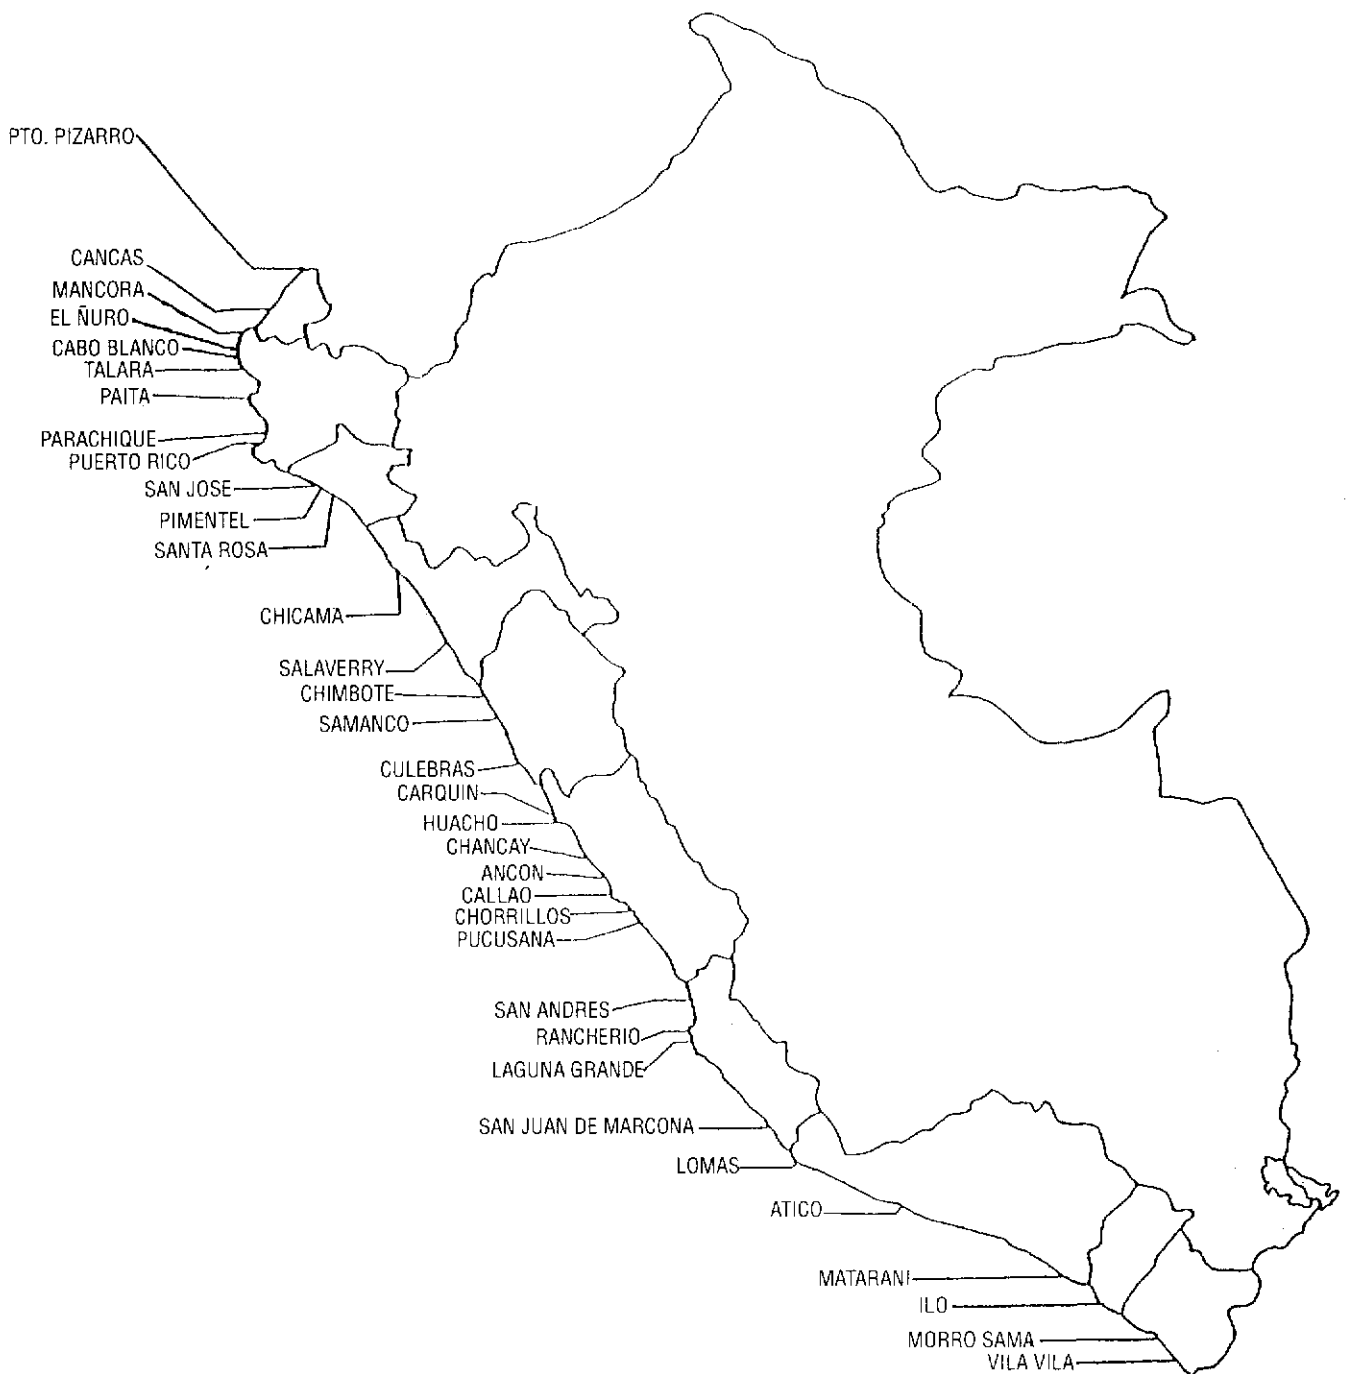 PTO. PIZARRO
CANCAS
MANCORA
EL ÑURO
CABO BLANCO
TALARA
PAITA
PARACHIQUE
PUERTO RICO
SAN JOSE
PIMENTEL
SANTA ROSA
CHICAMA
SALAVERRY
CHIMBOTE
SAMANCO
CULEBRAS
CARQUIN
HUACHO
CHANCAY
ANCON
CALLAO
CHORRILLOS
PUCUSANA
SAN ANDRES
RANCHERIO
LAGUNA GRANDE
SAN JUAN DE MARCONA
LOMAS
ATICO
MATARANI
ILO
MORRO SAMA
VILA VILA